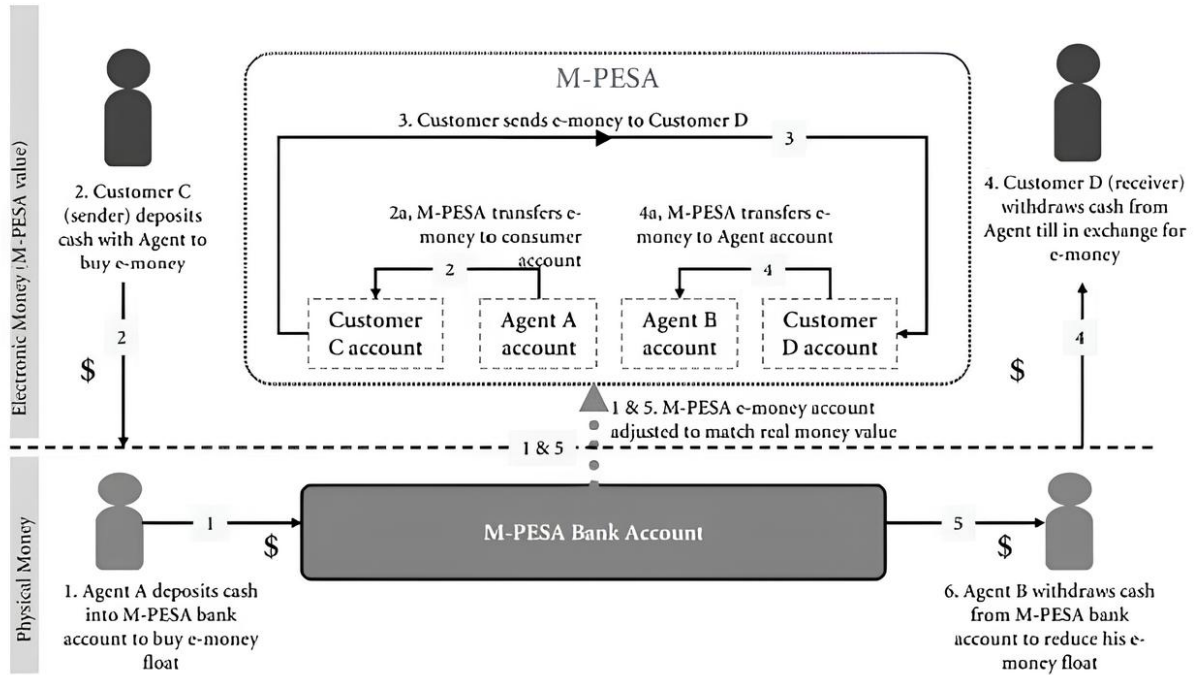 Electronic Money (M-PESA value)
Physical Money
M-PESA
3. Customer sends e-money to Customer D
3
2. Customer C
(sender) deposits
cash with Agent to
buy e-money
2
$
2a, M-PESA transfers e-
money to consumer
account
2
4a, M-PESA transfers e-
money to Agent account
4
Customer
C account
Agent A
account
Agent B
account
Customer
D account
4. Customer D (receiver)
withdraws cash from
Agent till in exchange for
e-money
4
$
1 & 5. M-PESA e-money account
adjusted to match real money value
1 & 5
1
$
M-PESA Bank Account
5
$
1. Agent A deposits cash
into M-PESA bank
account to buy e-money
float
6. Agent B withdraws cash
from M-PESA bank
account to reduce his e-
money float